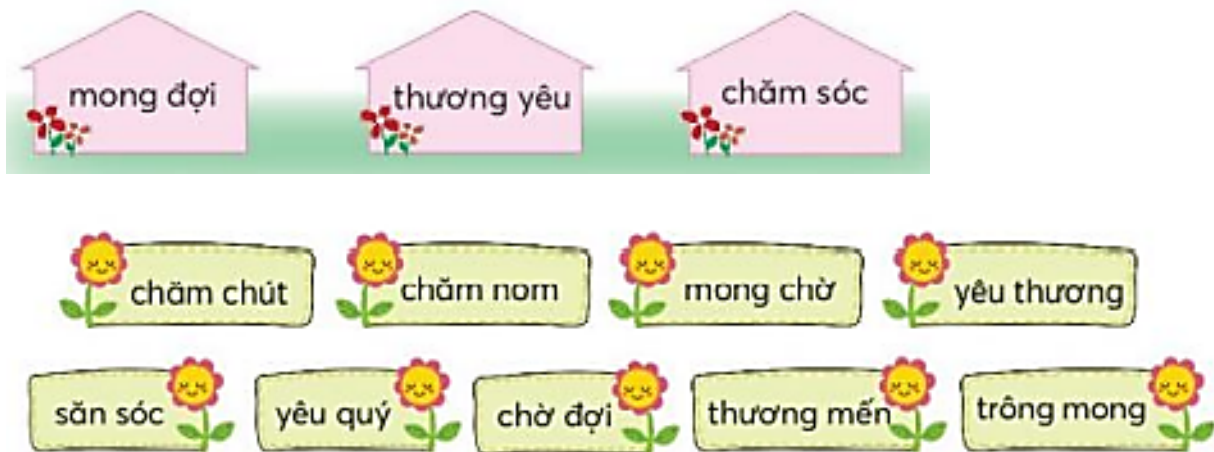 mong đợi thương yêu chăm sóc
chăm chút chăm nom mong chờ yêu thương
săn sóc yêu quý chờ đợi thương mến trông mong